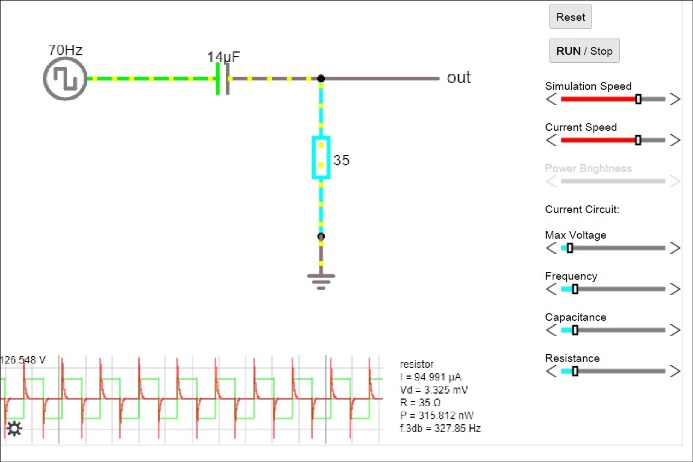 Reset
RUN / Stop
70Hz
14µF
out
35
Simulation Speed
Current Speed
Power Brightness
Current Circuit:
Max Voltage
Frequency
Capacitance
Resistance
126.548 V
resistor
I = 94.991 µA
Vd = 3.325 mV
R = 35 Ω
P = 315.812 nW
f.3db = 327.85 Hz